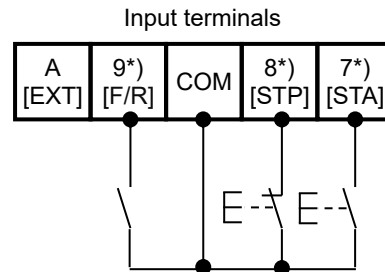 Input terminals
A 9*) COM 8*) 7*)
[EXT] [F/R] [STP] [STA]